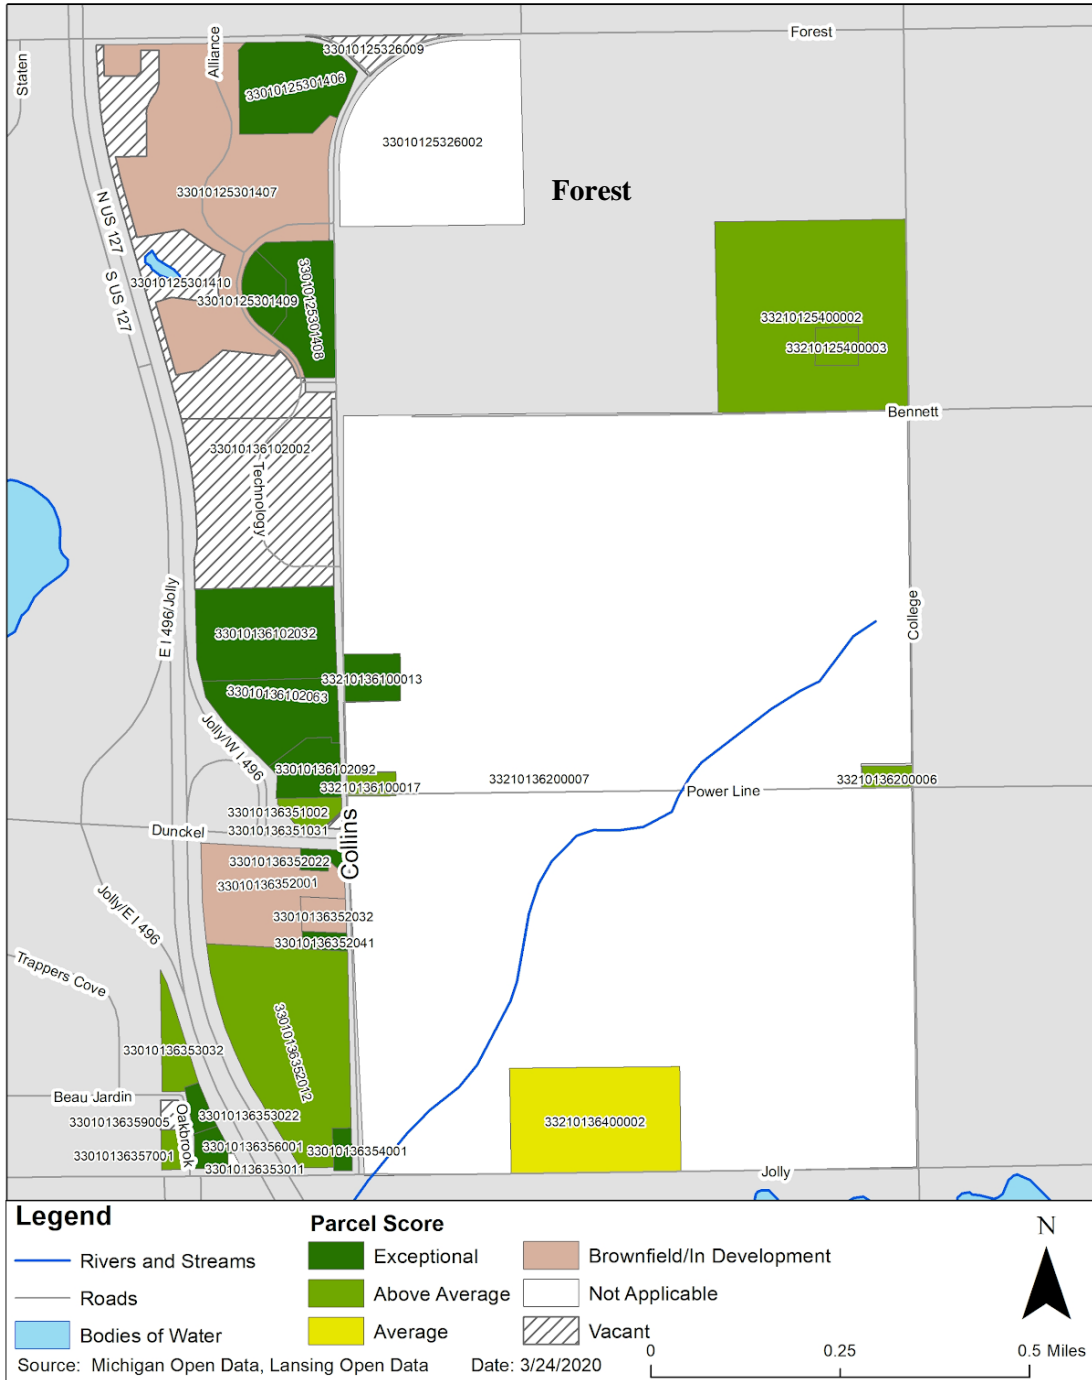 Forest
33010125326009
Staten
Alliance
33010125301406
33010125326002
33010125301407
Forest
N US 127
S US 127
33010125301410
33010125301409
33010125301408
33210125400002
33210125400003
Bennett
33010136102002
Technology
E I 496/Jolly
College
33010136102032
33210136100013
33010136102063
Jolly/W I 496
33010136102092
33210136100017
33210136200007
33210136200006
Power Line
33010136351002
Dunckel
33010136351031
Collins
33010136352022
33010136352001
33010136352032
33010136352041
Jolly/E I 496
Trappers Cove
33010136352012
33010136353032
Beau Jardin
33010136359005
Oakbrook
33010136353022
33210136400002
33010136357001
33010136356001
33010136354001
33010136353011
Jolly
Legend
Rivers and Streams
Roads
Bodies of Water
Parcel Score
Exceptional
Above Average
Average
Brownfield/In Development
Not Applicable
Vacant
N
Source: Michigan Open Data, Lansing Open Data Date: 3/24/2020
0 0.25 0.5 Miles